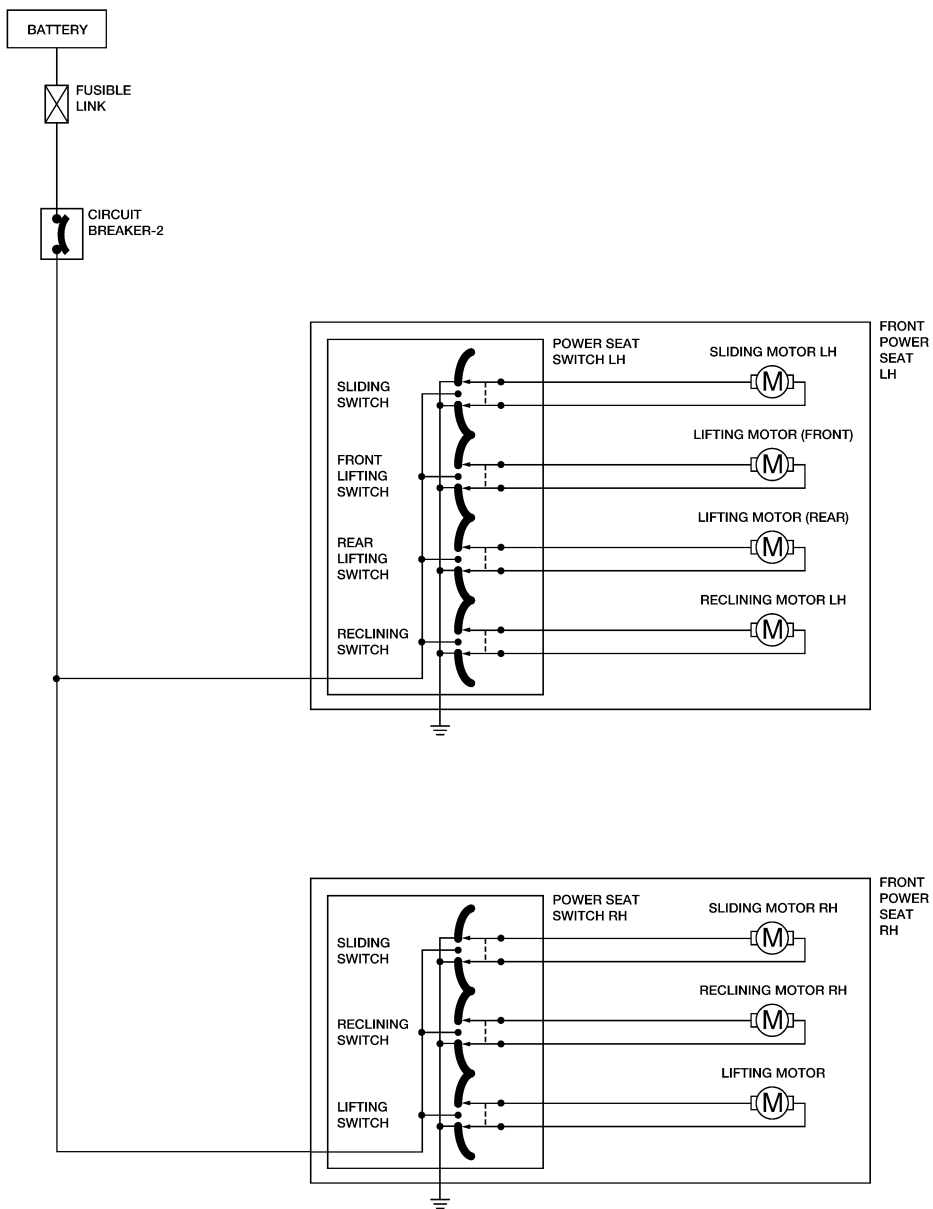 BATTERY
FUSIBLE
LINK
CIRCUIT
BREAKER-2
FRONT
POWER
SEAT
LH
POWER SEAT
SWITCH LH
SLIDING MOTOR LH
M
SLIDING
SWITCH
LIFTING MOTOR (FRONT)
M
FRONT
LIFTING
SWITCH
LIFTING MOTOR (REAR)
M
REAR
LIFTING
SWITCH
RECLINING MOTOR LH
M
RECLINING
SWITCH
FRONT
POWER
SEAT
RH
POWER SEAT
SWITCH RH
SLIDING MOTOR RH
M
SLIDING
SWITCH
RECLINING MOTOR RH
M
RECLINING
SWITCH
LIFTING MOTOR
M
LIFTING
SWITCH